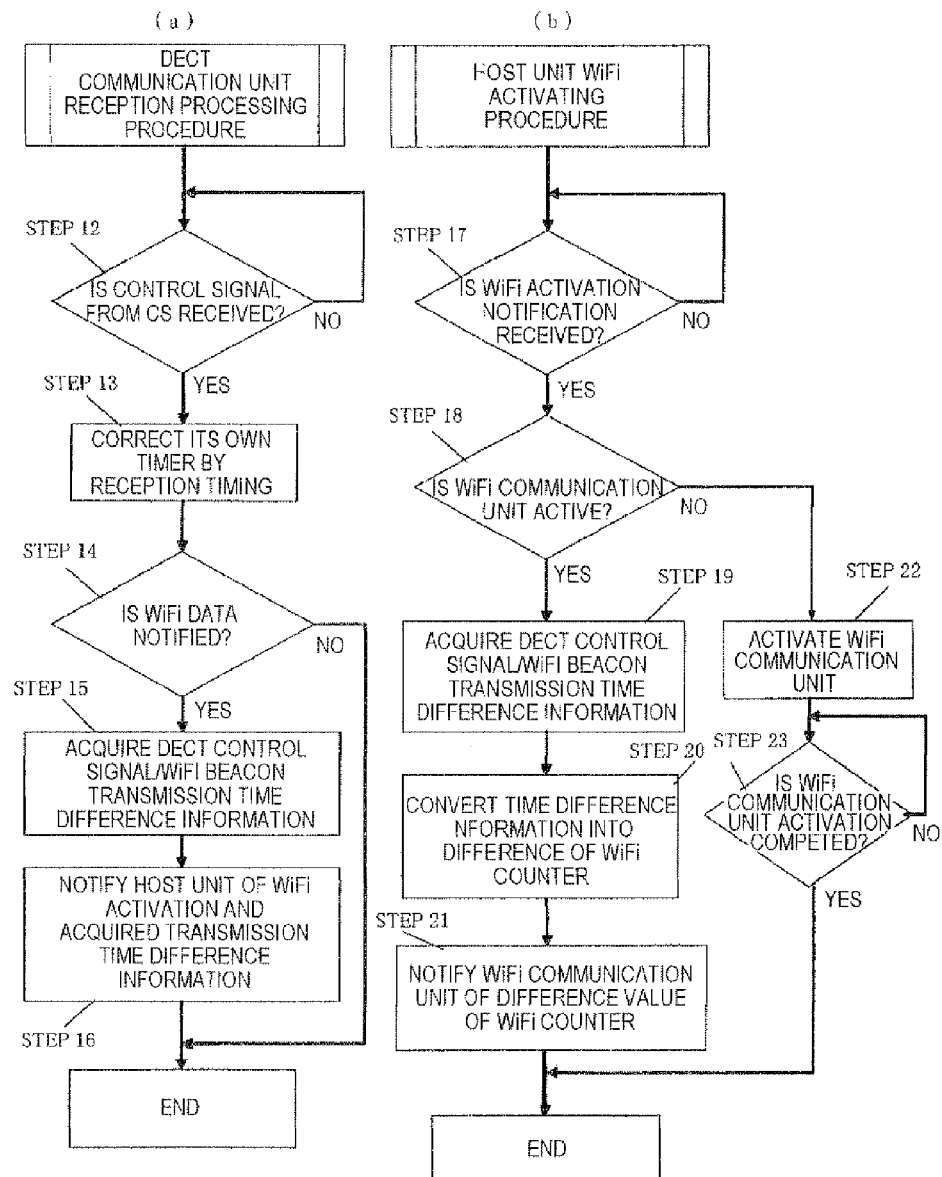 (a)
DECT
COMMUNICATION UNIT
RECEPTION PROCESSING
PROCEDURE
STEP 12
IS CONTROL SIGNAL
FROM CS RECEIVED?
NO
YES
STEP 13
CORRECT ITS OWN
TIMER BY
RECEPTION TIMING
STEP 14
IS WiFi DATA
NOTIFIED?
NO
YES
STEP 15
ACQUIRE DECT CONTROL
SIGNAL/WiFi BEACON
TRANSMISSION TIME
DIFFERENCE INFORMATION
NOTIFY HOST UNIT OF WiFi
ACTIVATION AND
ACQUIRED TRANSMISSION
TIME DIFFERENCE
INFORMATION
STEP 16
END
(b)
HOST UNIT WiFi
ACTIVATING
PROCEDURE
STEP 17
IS WiFi ACTIVATION
NOTIFICATION
RECEIVED?
NO
YES
STEP 18
IS WiFi COMMUNICATION
UNIT ACTIVE?
NO
YES
STEP 19
ACQUIRE DECT CONTROL
SIGNAL/WiFi BEACON
TRANSMISSION TIME
DIFFERENCE INFORMATION
STEP 20
CONVERT TIME DIFFERENCE
NFORMATION INTO
DIFFERENCE OF WiFi
COUNTER
STEP 21
NOTIFY WiFi COMMUNICATION
UNIT OF DIFFERENCE VALUE
OF WiFi COUNTER
STEP 22
ACTIVATE WiFi
COMMUNICATION
UNIT
STEP 23
IS WiFi
COMMUNICATION
UNIT ACTIVATION
COMPETED?
NO
YES
END